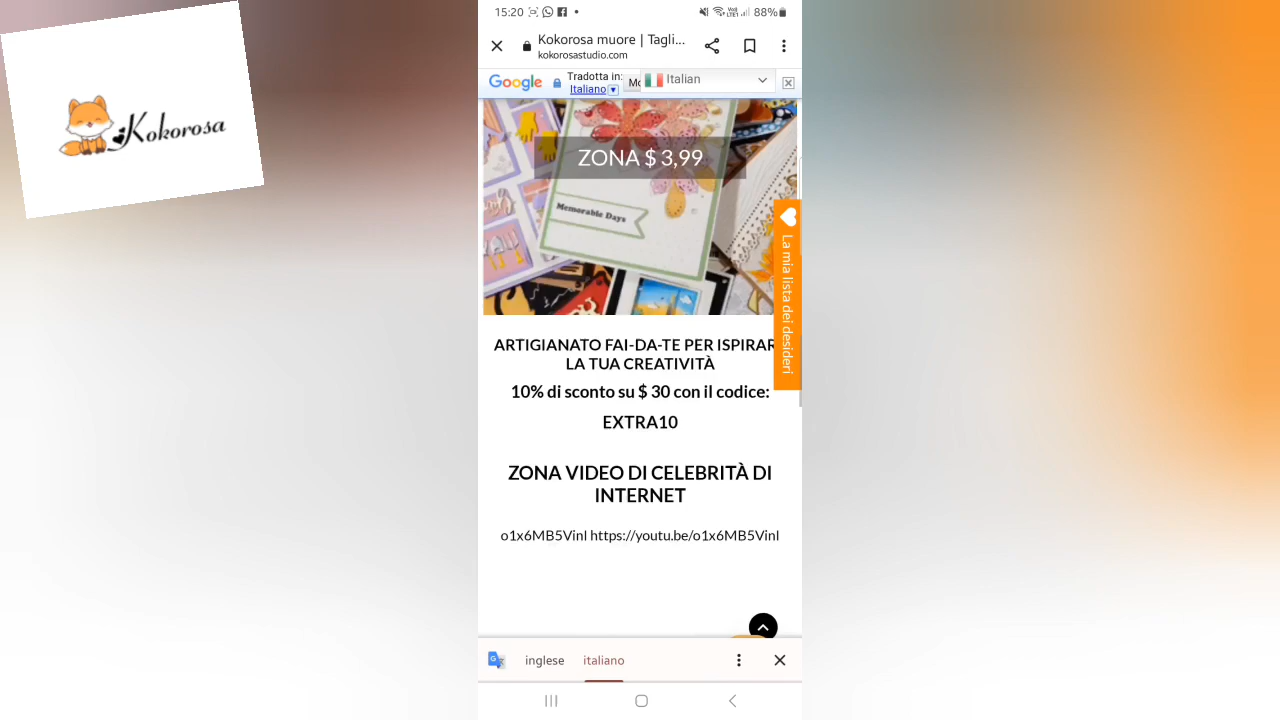 Kokorosa
15:20
88%
Kokorosa muore | Tagli...
kokorosastudio.com
Google
Tradotta in:
Italiano
Mo
Italian
ZONA $ 3,99
Memorable Days
La mia lista dei desideri
ARTIGIANATO FAI-DA-TE PER ISPIRAR
LA TUA CREATIVITÀ
10% di sconto su $ 30 con il codice:
EXTRA10
ZONA VIDEO DI CELEBRITÀ DI
INTERNET
o1x6MB5VinI https://youtu.be/o1x6MB5VinI
inglese italiano